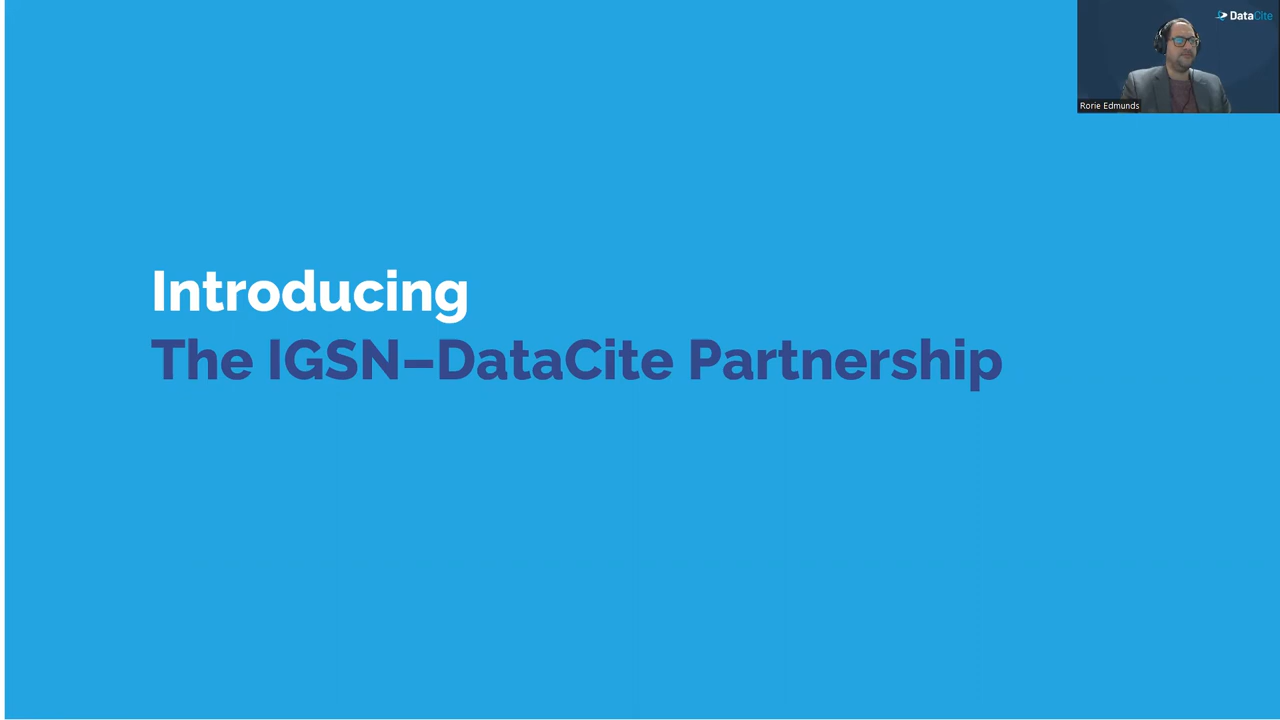 DataCite
Rorie Edmunds
Introducing
The IGSN–DataCite Partnership